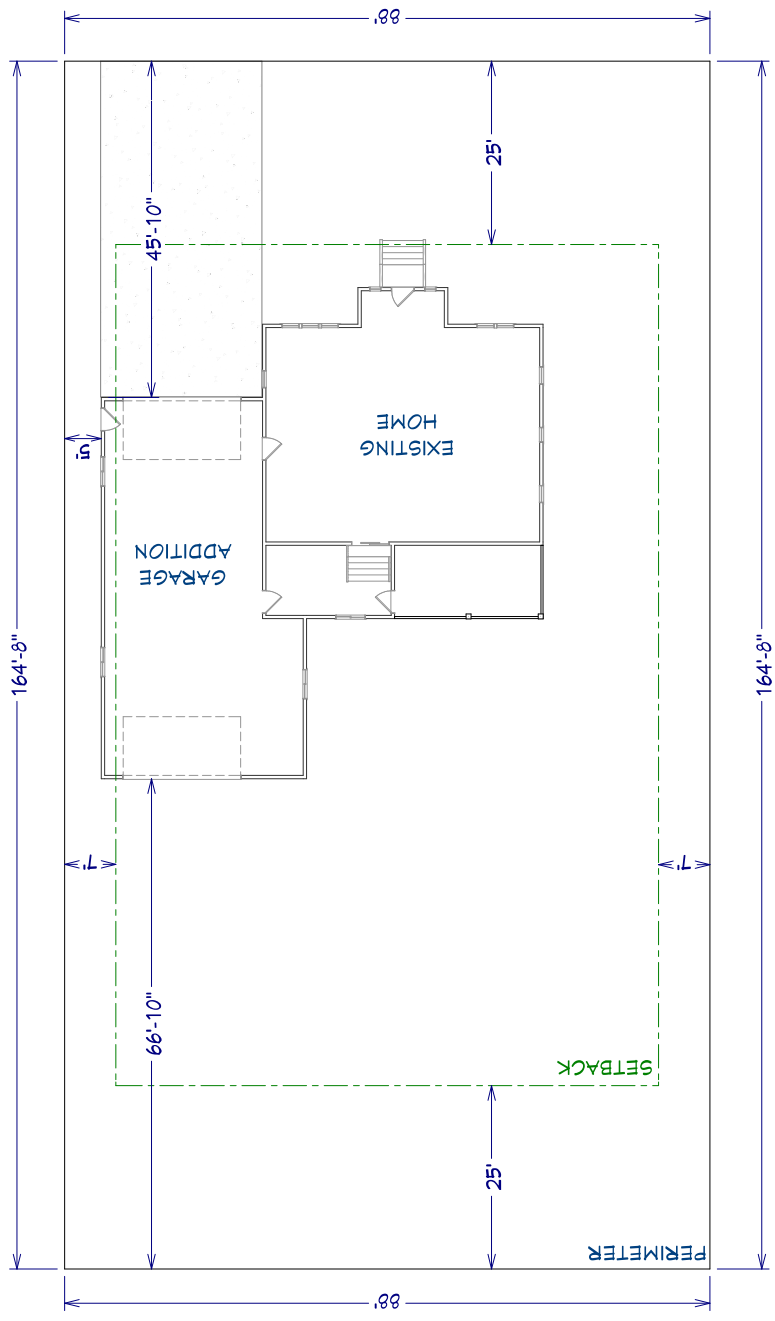 88'
25'
45'-10"
EXISTING
HOME
5'
GARAGE
ADDITION
164'-8"
164'-8"
7'
7'
66'-10"
SETBACK
25'
PERIMETER
88'